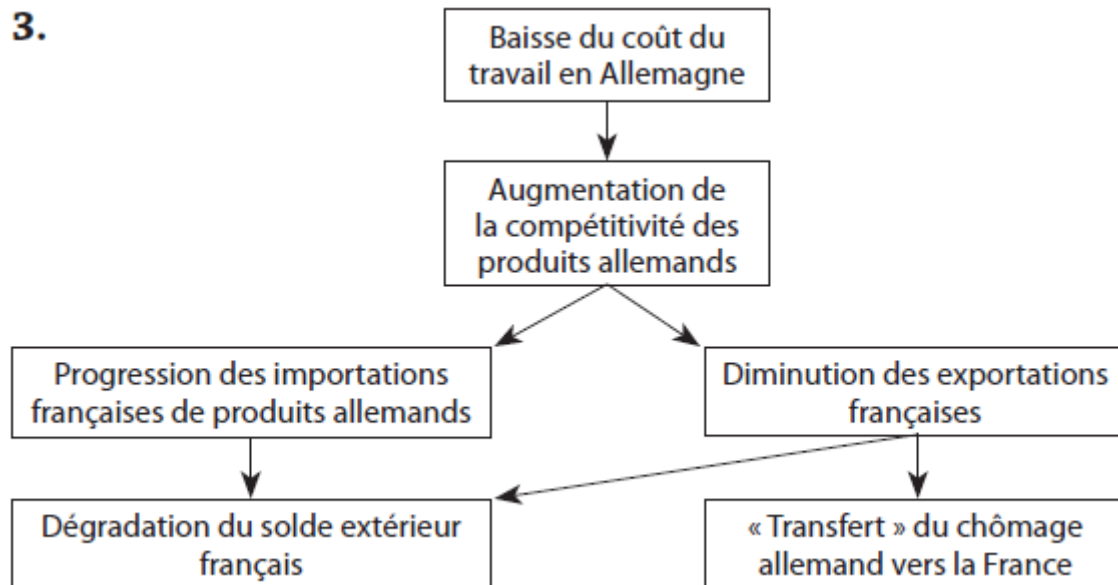 3.
Baisse du coût du
travail en Allemagne
Augmentation de
la compétitivité des
produits allemands
Progression des importations
françaises de produits allemands
Diminution des exportations
françaises
Dégradation du solde extérieur
français
« Transfert » du chômage
allemand vers la France